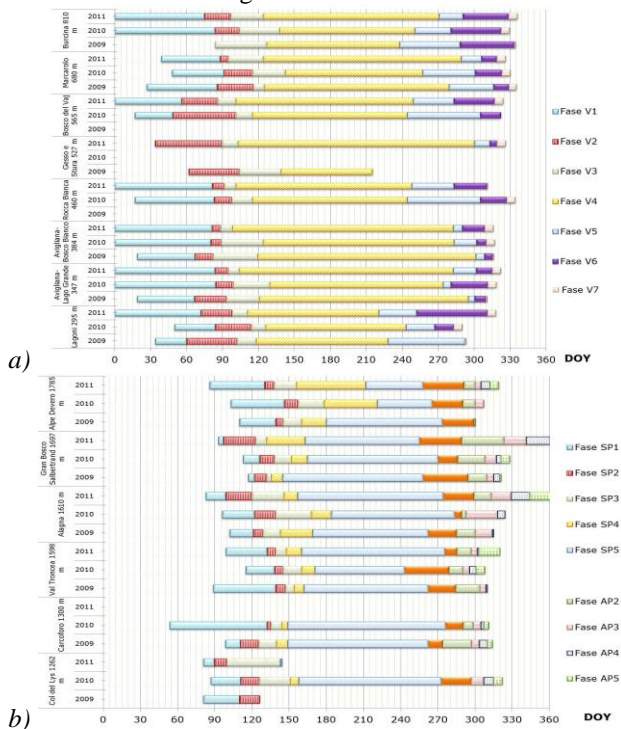 Burcina 810 m
2011
2010
2009
Marcarolo 680 m
2011
2010
2009
Bosco del Vaj 565 m
2011
2010
2009
Gesso e Stura 527 m
2011
2010
2009
Rocca Bianca 460 m
2011
2010
2009
Avigliana- Bosco Bianco 384 m
2011
2010
2009
Avigliana- Lago Grande 347 m
2011
2010
2009
Lagoni 295 m
2011
2010
2009
0 30 60 90 120 150 180 210 240 270 300 330 360 DOY
Fase V1
Fase V2
Fase V3
Fase V4
Fase V5
Fase V6
Fase V7
a)
Alpe Devero 1785 m
2011
2010
2009
Gran Bosco Salbertrand 1697 m
2011
2010
2009
Alagna 1610 m
2011
2010
2009
Val Troncea 1598 m
2011
2010
2009
Carcoforo 1300 m
2011
2010
2009
Col del Lys 1262 m
2011
2010
2009
0 30 60 90 120 150 180 210 240 270 300 330 360 DOY
Fase SP1
Fase SP2
Fase SP3
Fase SP4
Fase SP5
Fase AP2
Fase AP3
Fase AP4
Fase AP5
b)